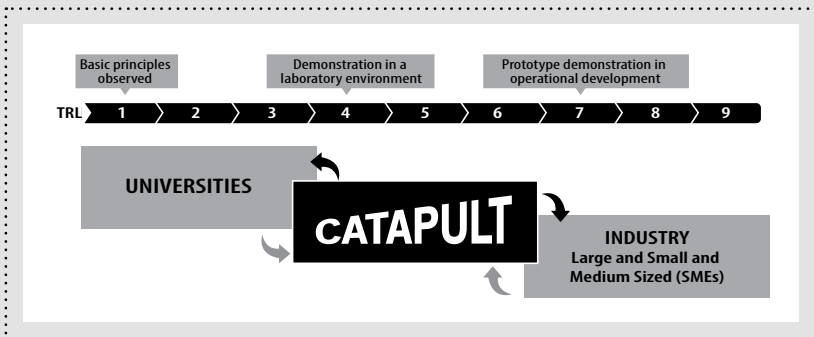 Basic principles
observed
Demonstration in a
laboratory environment
Prototype demonstration in
operational development
TRL 1 2 3 4 5 6 7 8 9
UNIVERSITIES
CATAPULT
INDUSTRY
Large and Small and
Medium Sized (SMEs)